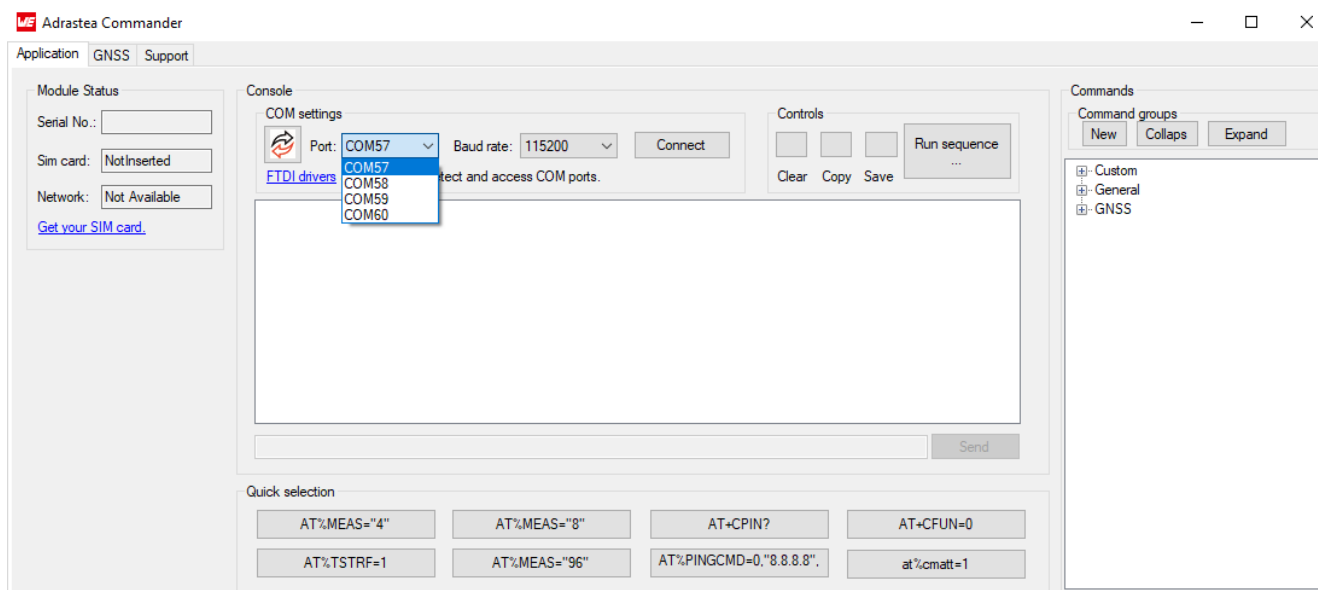 WE Adrastea Commander
Application GNSS Support
Module Status
Serial No.:
Sim card: NotInserted
Network: Not Available
Get your SIM card.
Console
COM settings
Port: COM57 Baud rate: 115200 Connect
COM57
COM58
COM59
COM60
FTDI drivers tect and access COM ports.
Controls
Run sequence
...
Clear Copy Save
Send
Quick selection
AT%MEAS="4" AT%MEAS="8" AT+CPIN? AT+CFUN=0
AT%TSTRF=1 AT%MEAS="96" AT%PINGCMD=0,"8.8.8.8", at%cmatt=1
Commands
Command groups
New Collaps Expand
Custom
General
GNSS